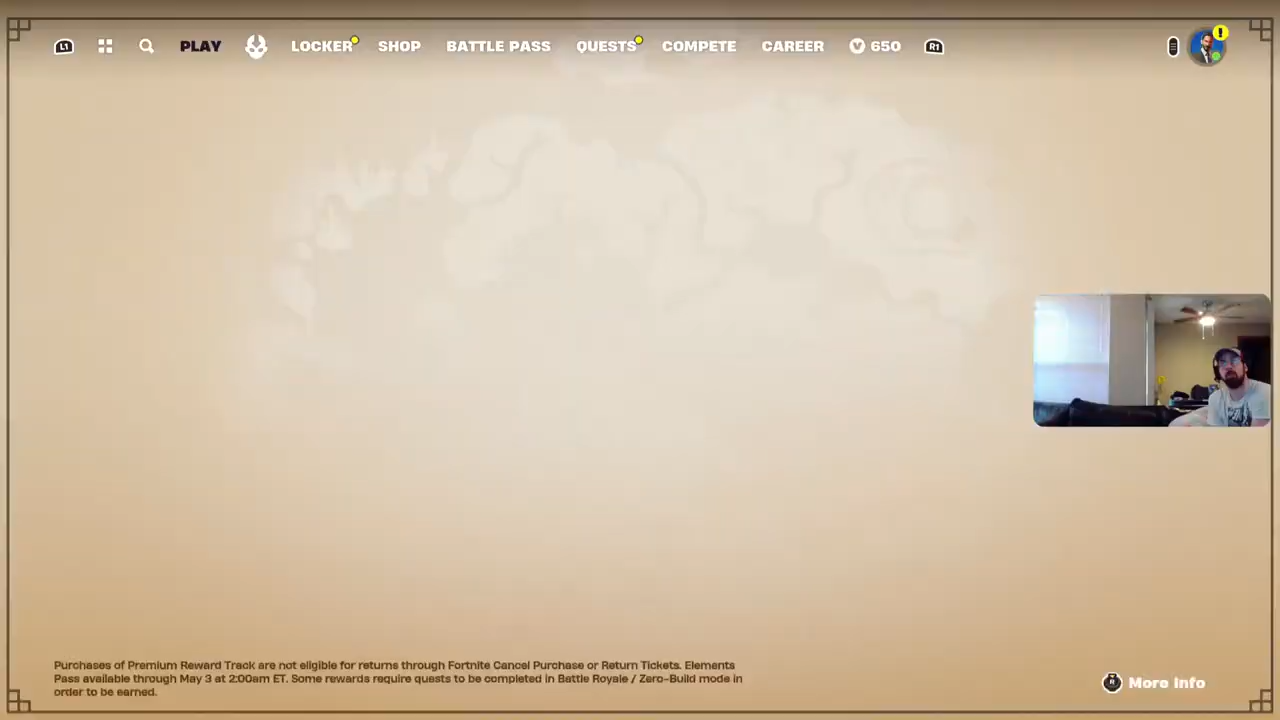 L1 PLAY LOCKER SHOP BATTLE PASS QUESTS COMPETE CAREER V 650 R1 !
Purchases of Premium Reward Track are not eligible for returns through Fortnite Cancel Purchase or Return Tickets. Elements
Pass available through May 3 at 2:00am ET. Some rewards require quests to be completed in Battle Royale / Zero-Build mode in
order to be earned.
R More Info